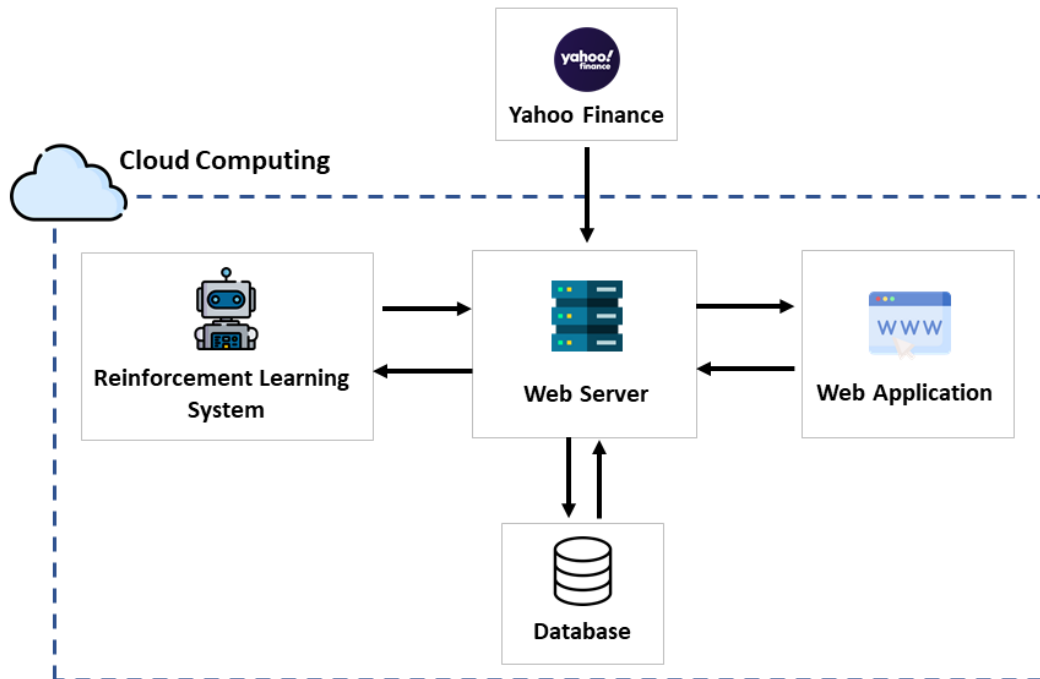 yahoo!
finance
Yahoo Finance
Cloud Computing
Reinforcement Learning
System
Web Server
WWW
Web Application
Database